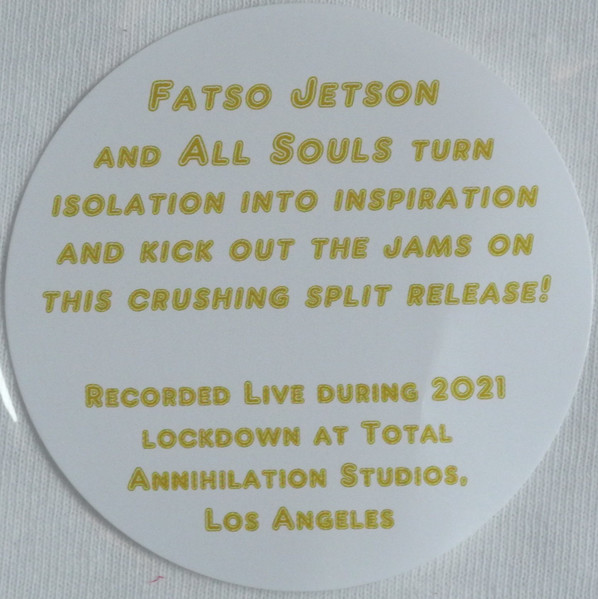 Fatso Jetson
and All Souls turn
isolation into inspiration
and kick out the jams on
this crushing split release!
Recorded Live during 2021
lockdown at Total
Annihilation Studios,
Los Angeles